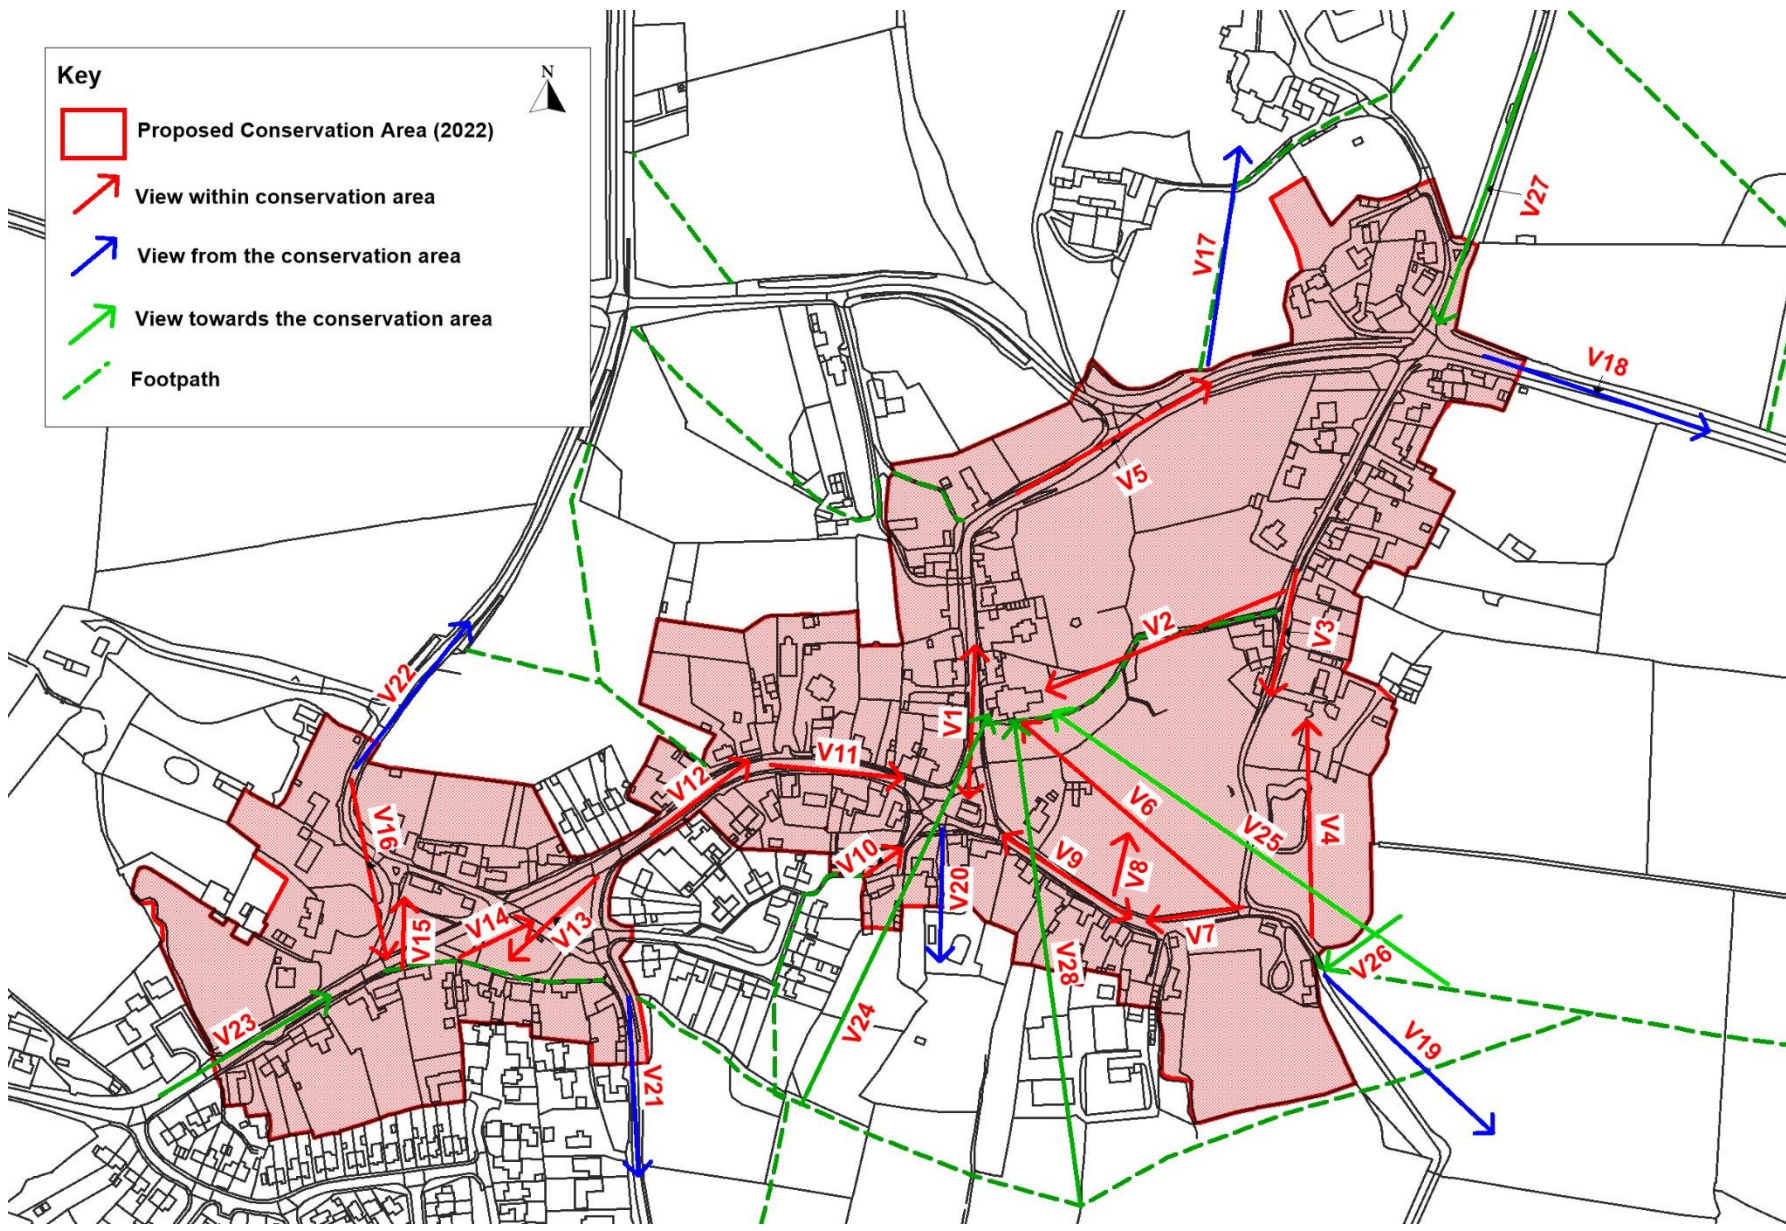 Key
N
Proposed Conservation Area (2022)
View within conservation area
View from the conservation area
View towards the conservation area
Footpath
V27
V17
V18
V5
V2
V3
V22
V1
V11
V12
V6
V25
V4
V16
V10
V9
V8
V20
V15
V14
V13
V7
V28
V26
V23
V24
V19
V21